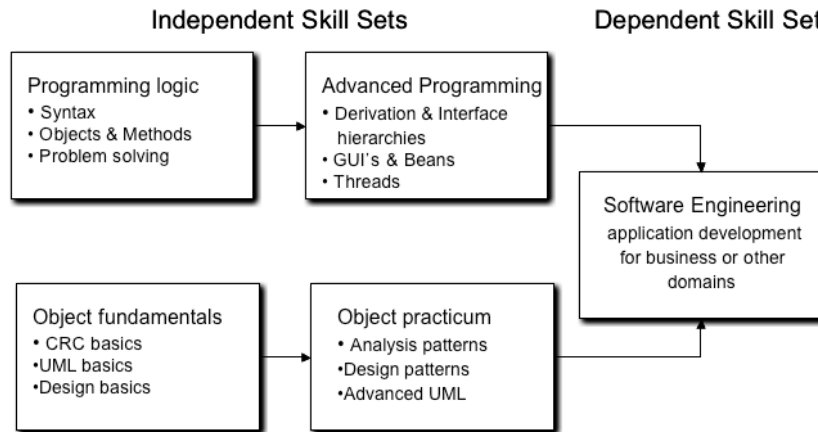 Independent Skill Sets
Dependent Skill Set
Programming logic
• Syntax
• Objects & Methods
• Problem solving
Advanced Programming
• Derivation & Interface
hierarchies
• GUI's & Beans
• Threads
Software Engineering
application development
for business or other
domains
Object fundamentals
• CRC basics
•UML basics
•Design basics
Object practicum
• Analysis patterns
•Design patterns
•Advanced UML